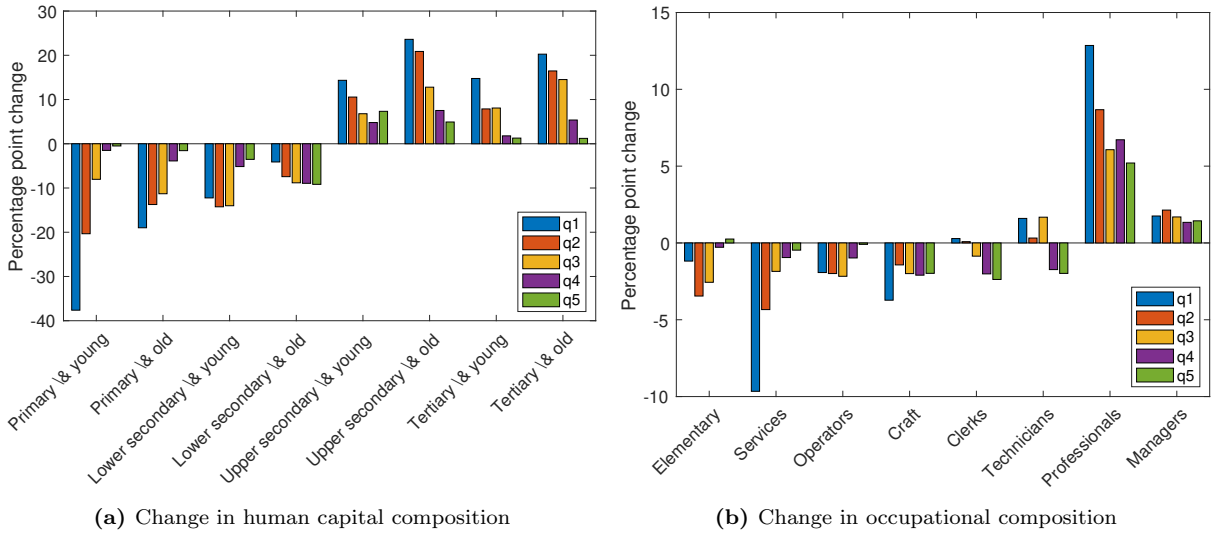 30
20
10
0
-10
-20
-30
-40
Percentage point change
q1
q2
q3
q4
q5
Primary \& young
Primary \& old
Lower secondary \& young
Lower secondary \& old
Upper secondary \& young
Upper secondary \& old
Tertiary \& young
Tertiary \& old
(a) Change in human capital composition
15
10
5
0
-5
-10
Percentage point change
q1
q2
q3
q4
q5
Elementary
Services
Operators
Craft
Clerks
Technicians
Professionals
Managers
(b) Change in occupational composition